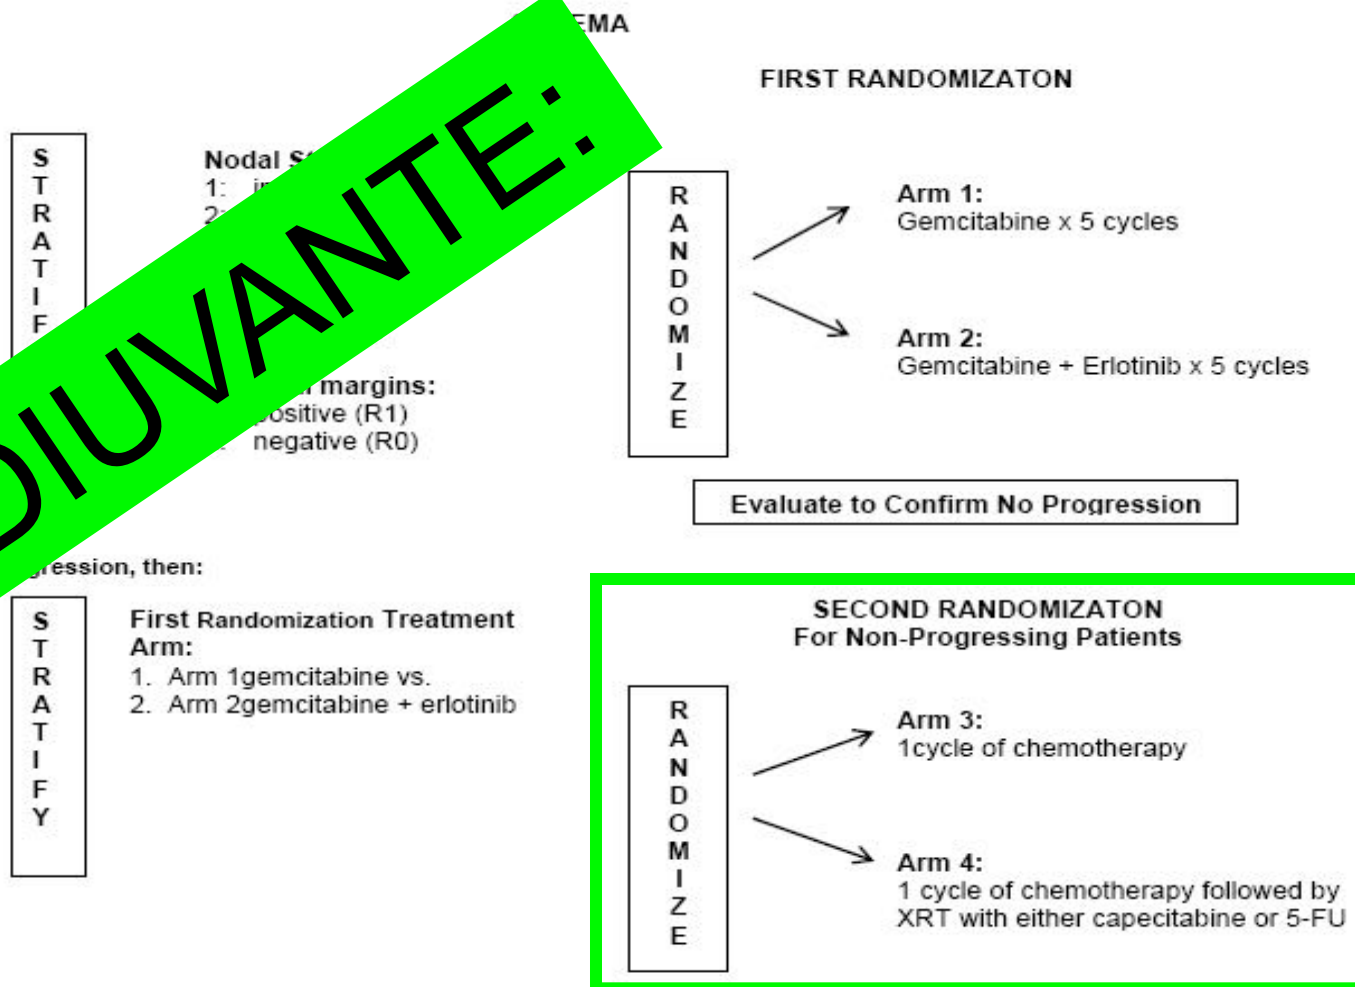 FIRST RANDOMIZATON
S
T
R
A
T
I
F
Nodal
1:
2:
margins:
positive (R1)
negative (R0)
R
A
N
D
O
M
I
Z
E
Arm 1:
Gemcitabine x 5 cycles
Arm 2:
Gemcitabine + Erlotinib x 5 cycles
Evaluate to Confirm No Progression
DIUVANTE:
then:
S
T
R
A
T
I
F
Y
First Randomization Treatment
Arm:
1. Arm 1gemcitabine vs.
2. Arm 2gemcitabine + erlotinib
SECOND RANDOMIZATON
For Non-Progressing Patients
R
A
N
D
O
M
I
Z
E
Arm 3:
1cycle of chemotherapy
Arm 4:
1 cycle of chemotherapy followed by
XRT with either capecitabine or 5-FU